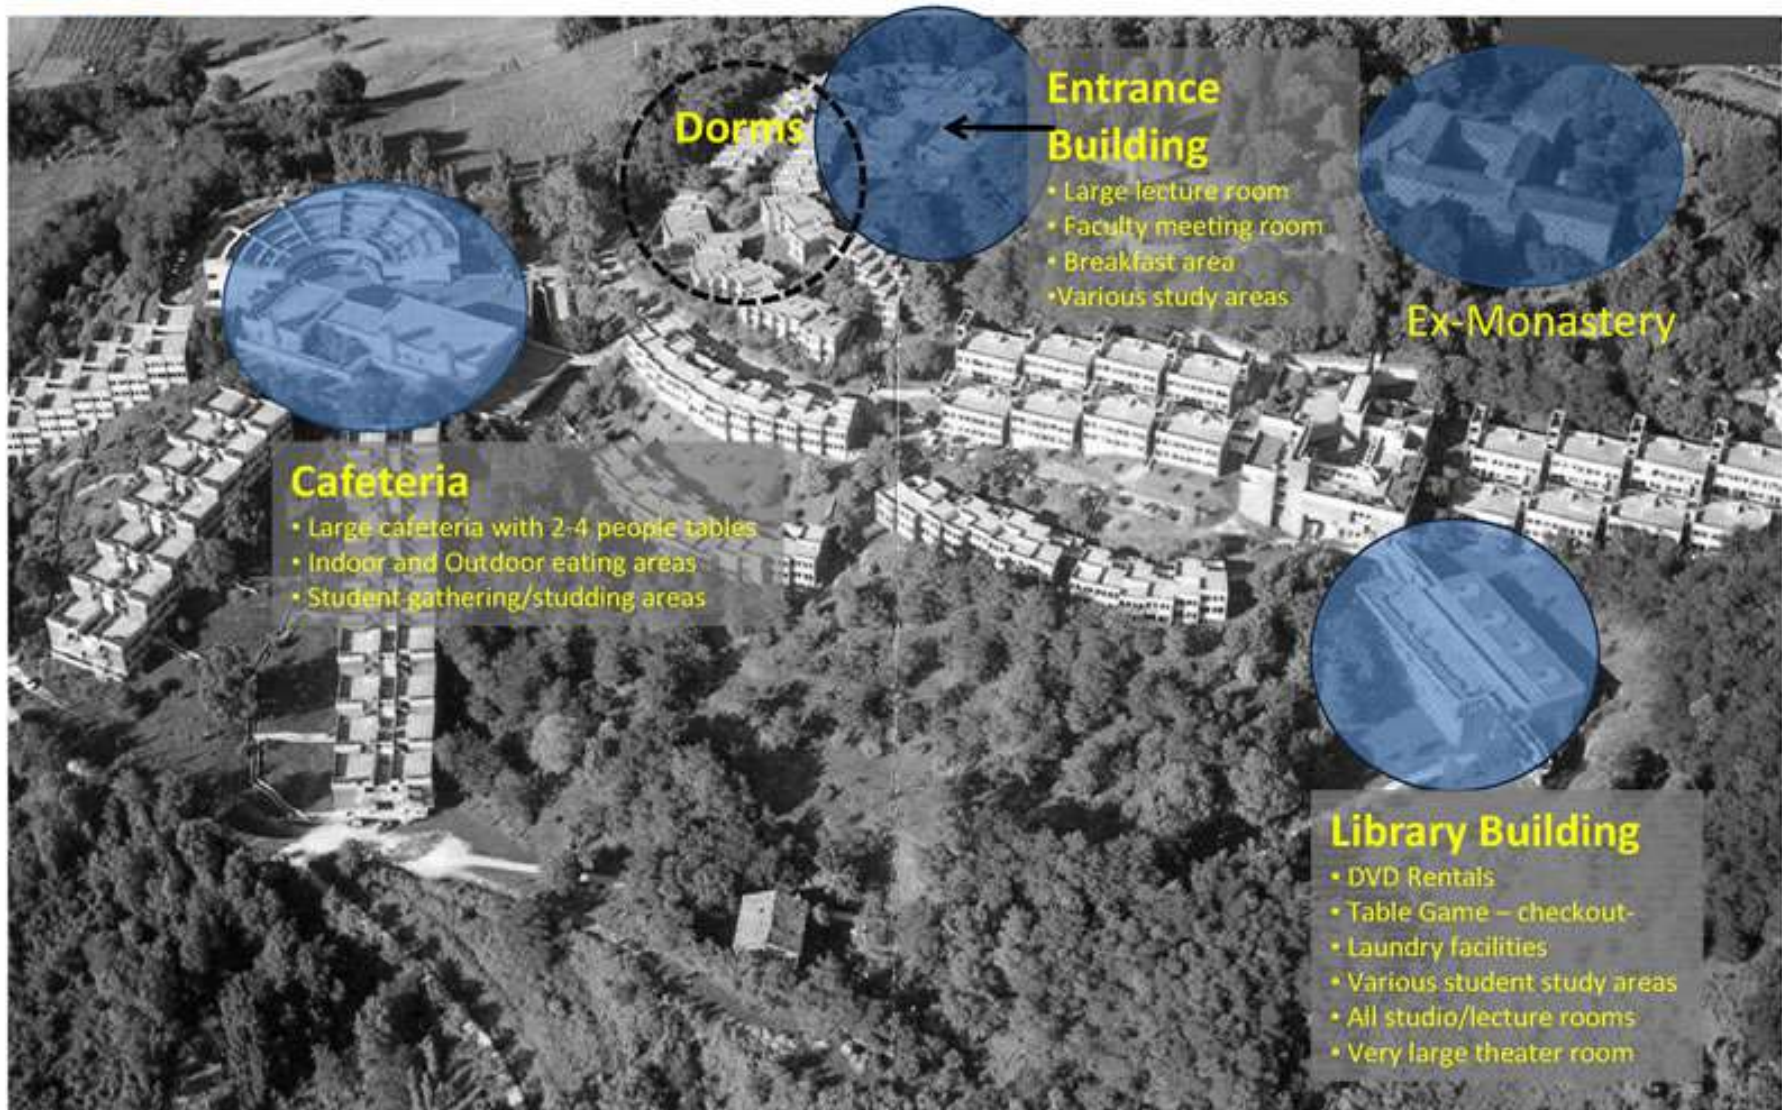 Dorms
Entrance
Building
• Large lecture room
• Faculty meeting room
• Breakfast area
•Various study areas
Ex-Monastery
Cafeteria
• Large cafeteria with 2-4 people tables
• Indoor and Outdoor eating areas
• Student gathering/studding areas
Library Building
• DVD Rentals
• Table Game – checkout-
• Laundry facilities
• Various student study areas
• All studio/lecture rooms
• Very large theater room